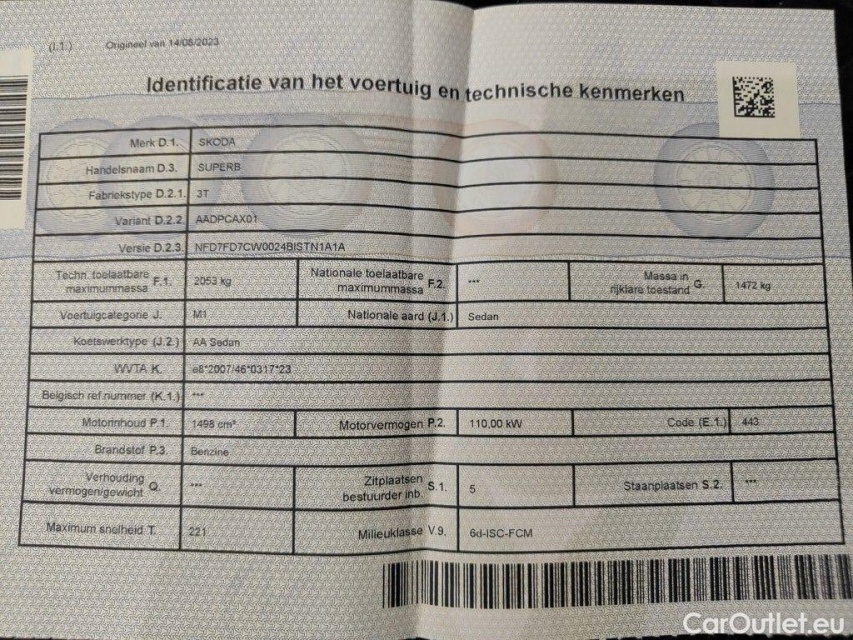 (I.1.) Origineel van 14/08/2023
Identificatie van het voertuig en technische kenmerken
Merk D.1. SKODA
Handelsnaam D.3. SUPERB
Fabriekstype D.2.1. 3T
Variant D.2.2. AADPCAX01
Versie D.2.3. NFD7FD7CW0024BISTN1A1A
Techn. toelaatbare maximummassa F.1. 2053 kg Nationale toelaatbare maximummassa F.2. *** Massa in rijklare toestand G. 1472 kg
Voertuigcategorie J. M1 Nationale aard (J.1.) Sedan
Koetswerktype (J.2.) AA Sedan
WVTA K. e8*2007/46*0317*23
Belgisch ref.nummer (K.1.) ***
Motorinhoud P.1. 1498 cm³ Motorvermogen P.2. 110,00 kW Code (E.1.) 443
Brandstof P.3. Benzine
Verhouding vermogen/gewicht Q. *** Zitplaatsen bestuurder inb. S.1. 5 Staanplaatsen S.2. ***
Maximum snelheid T. 221 Milieuklasse V.9. 6d-ISC-FCM
CarOutlet.eu